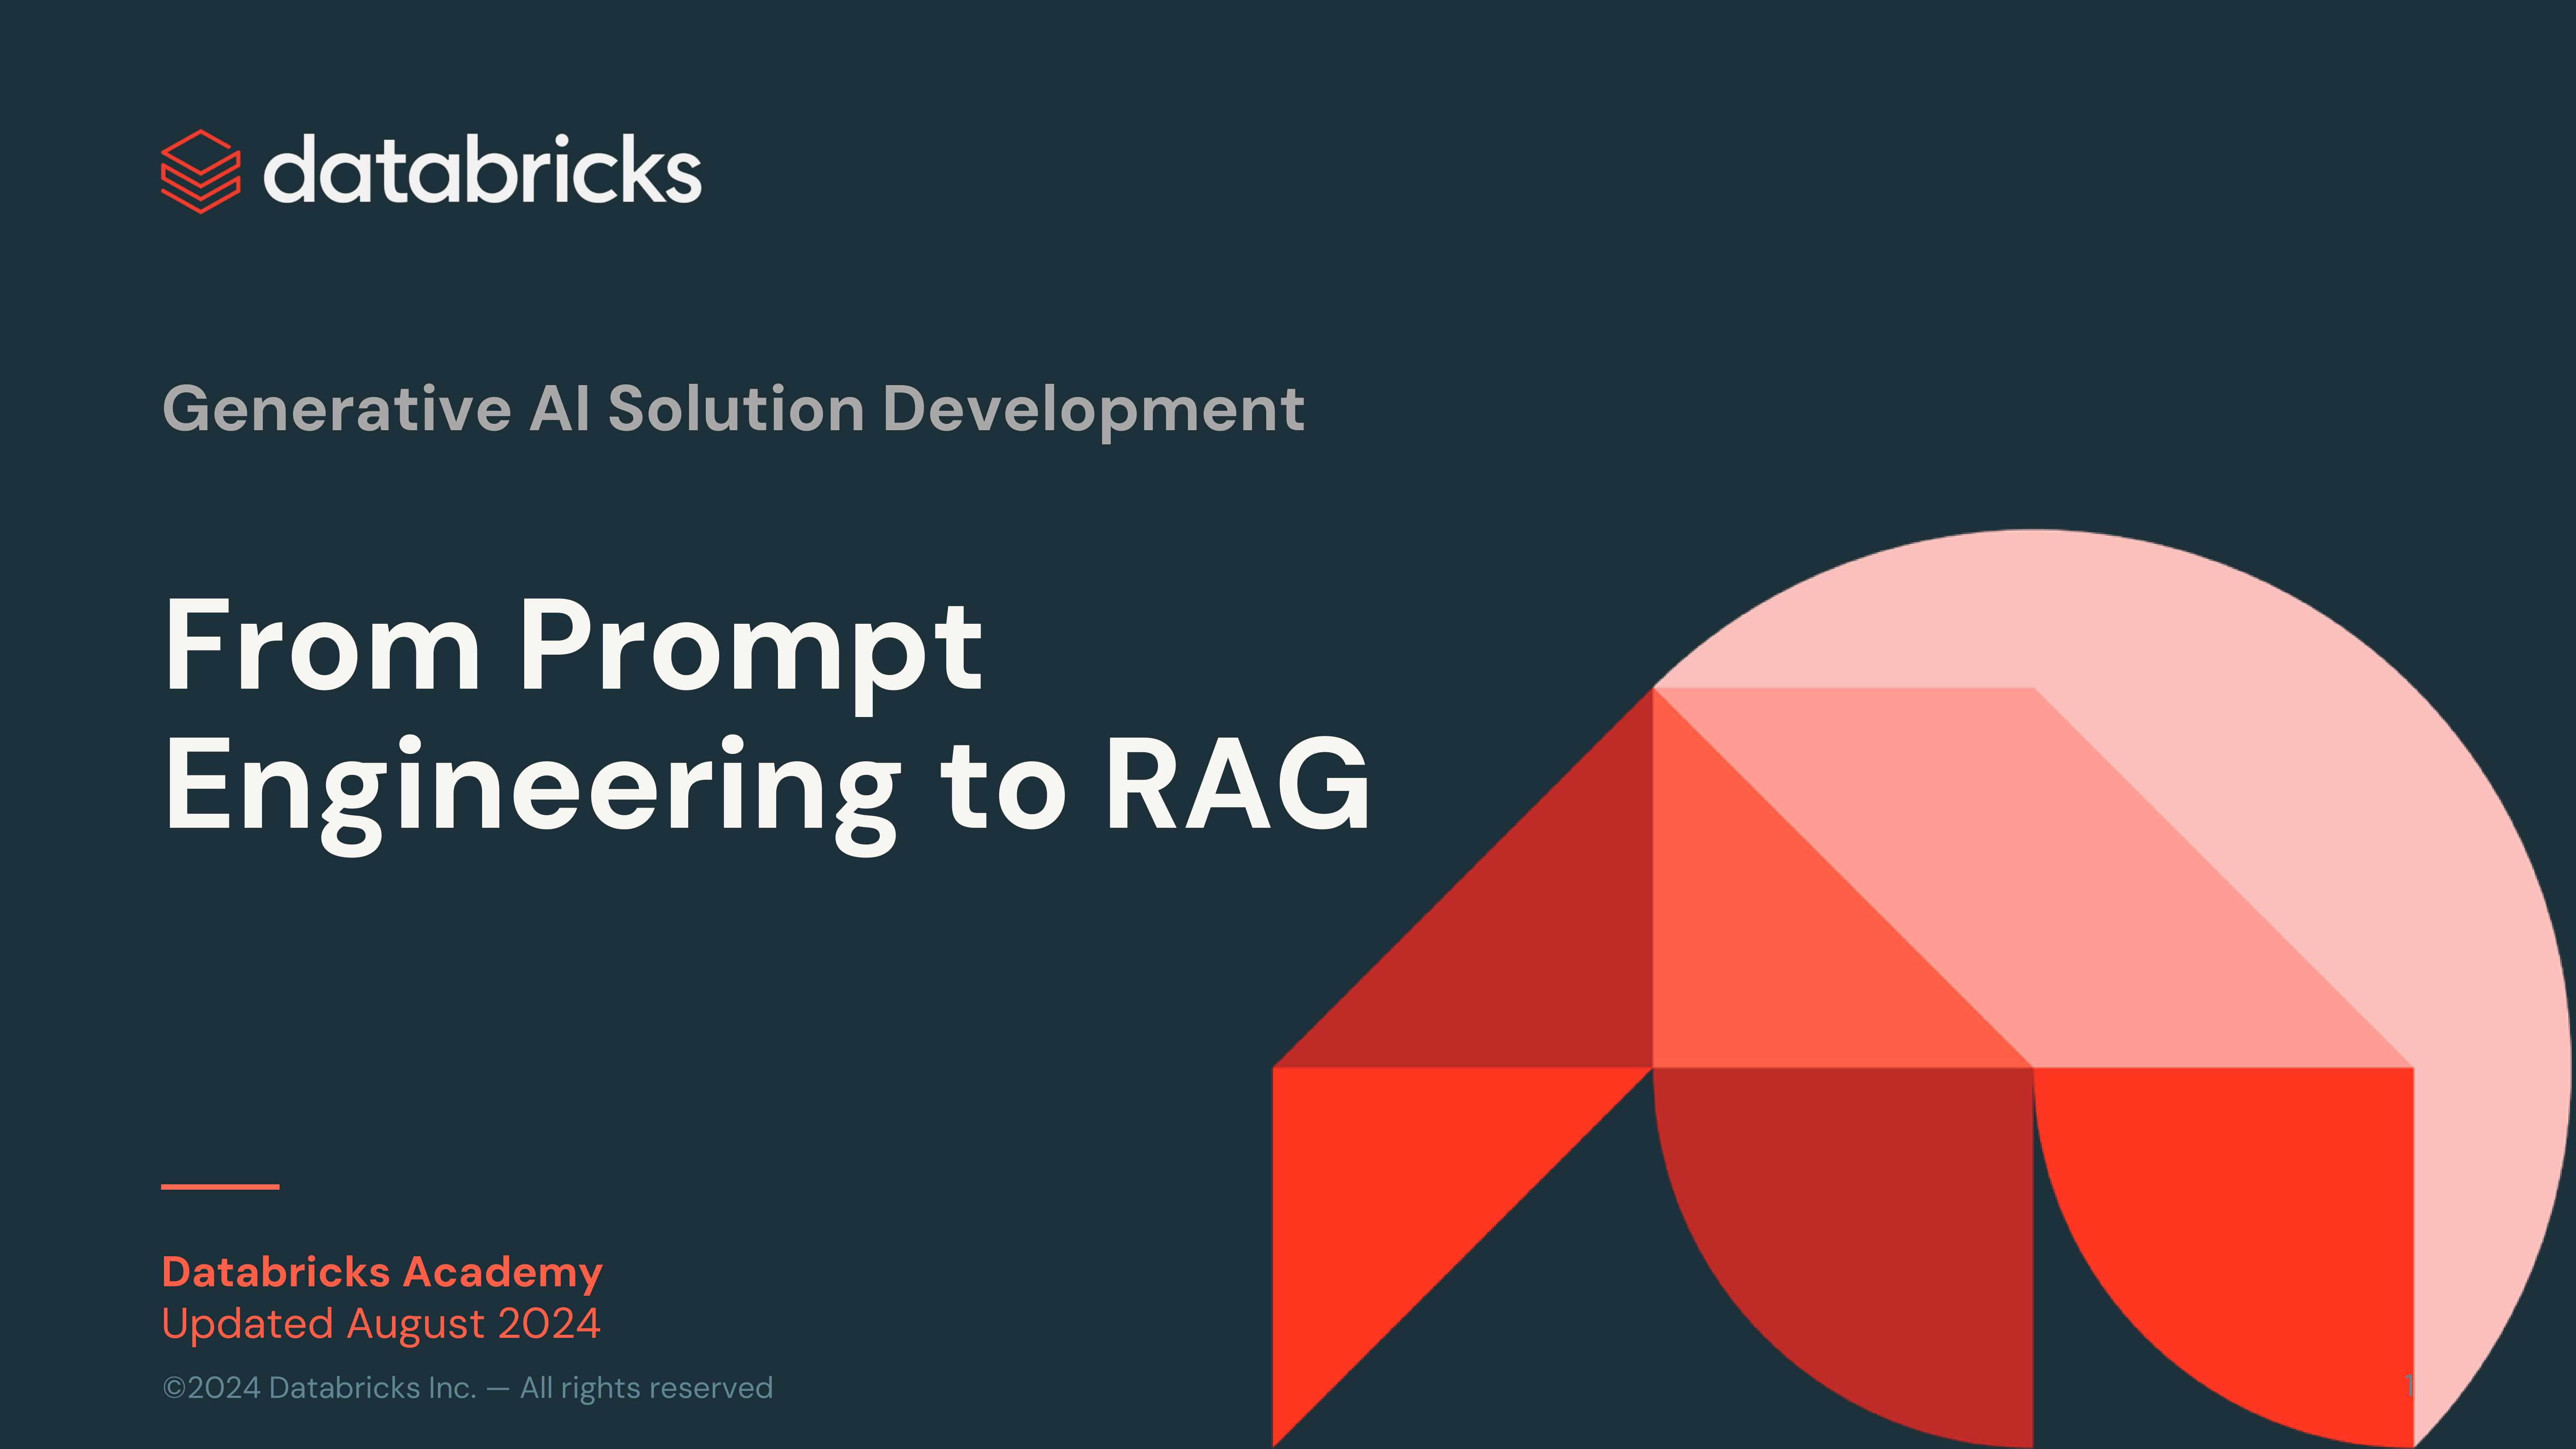 databricks
Generative AI Solution Development
From Prompt
Engineering to RAG
Databricks Academy
Updated August 2024
©2024 Databricks Inc. — All rights reserved
1